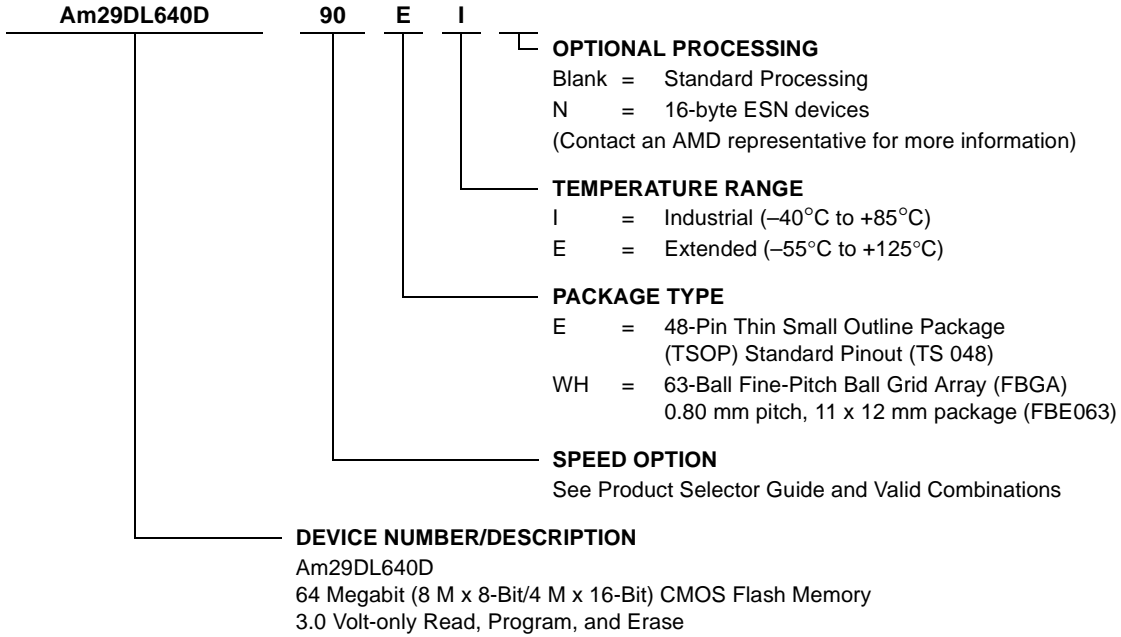 Am29DL640D 90 E I
OPTIONAL PROCESSING
Blank = Standard Processing
N = 16-byte ESN devices
(Contact an AMD representative for more information)
TEMPERATURE RANGE
I = Industrial (–40°C to +85°C)
E = Extended (–55°C to +125°C)
PACKAGE TYPE
E = 48-Pin Thin Small Outline Package
(TSOP) Standard Pinout (TS 048)
WH = 63-Ball Fine-Pitch Ball Grid Array (FBGA)
0.80 mm pitch, 11 x 12 mm package (FBE063)
SPEED OPTION
See Product Selector Guide and Valid Combinations
DEVICE NUMBER/DESCRIPTION
Am29DL640D
64 Megabit (8 M x 8-Bit/4 M x 16-Bit) CMOS Flash Memory
3.0 Volt-only Read, Program, and Erase